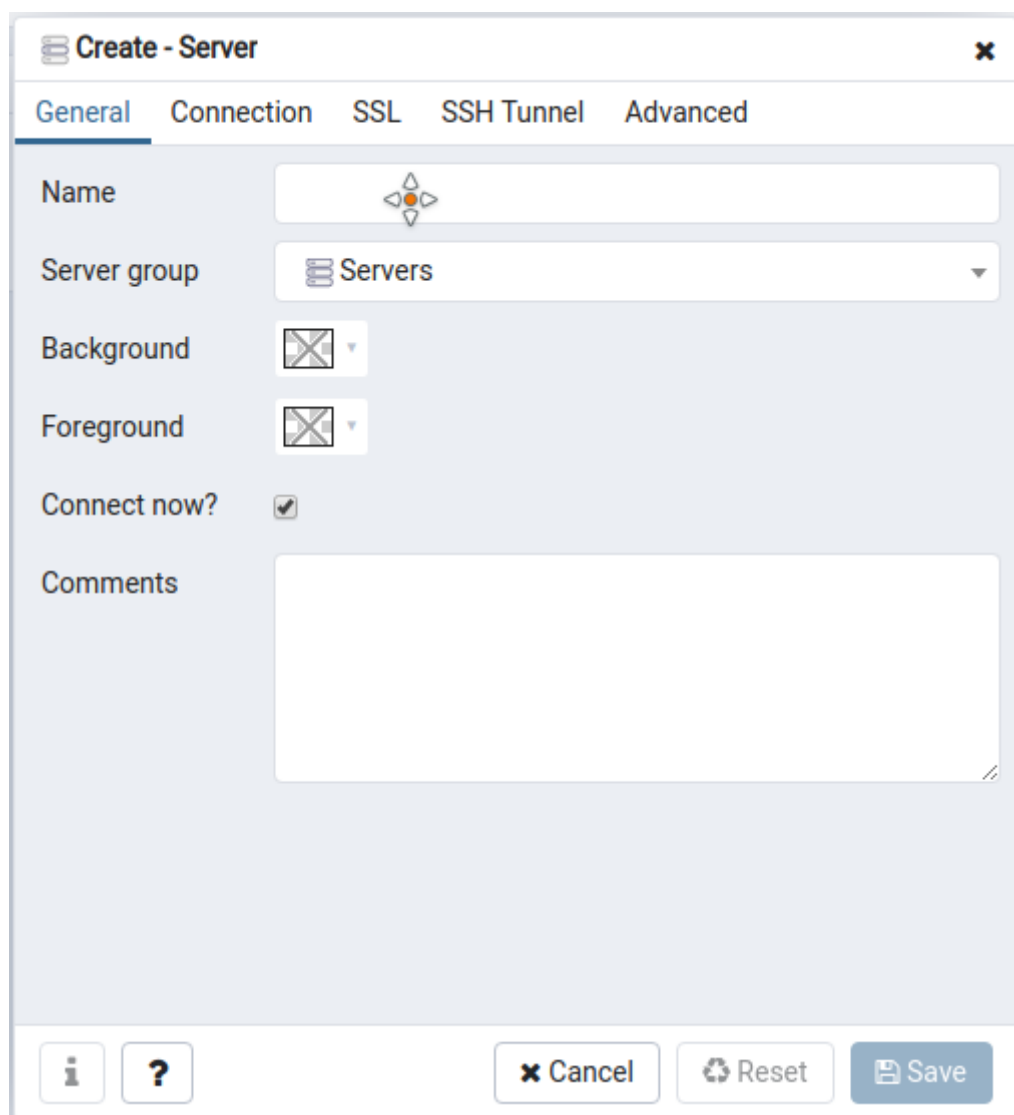 Create - Server
General Connection SSL SSH Tunnel Advanced
Name
Server group Servers
Background
Foreground
Connect now?
Comments
i ? Cancel Reset Save